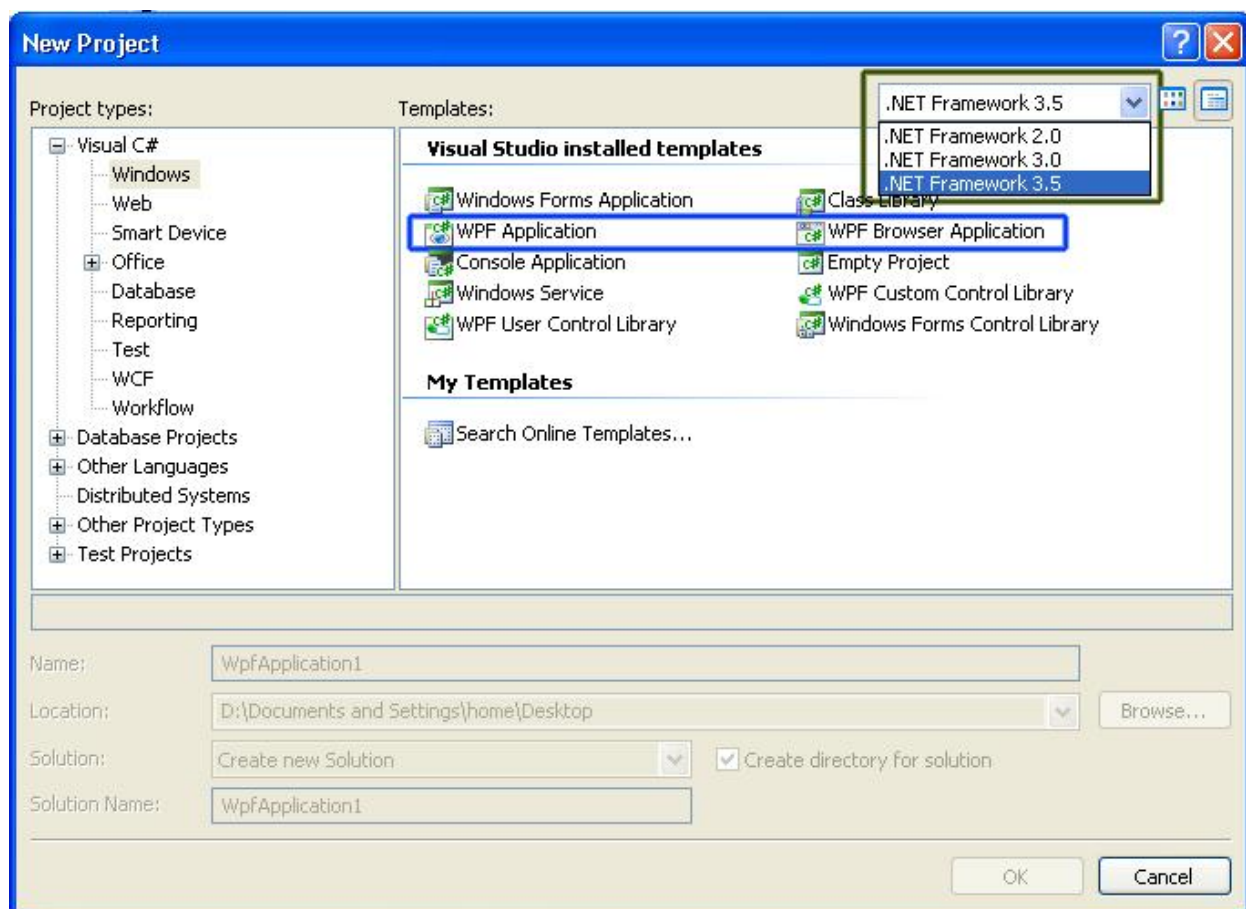 New Project
Project types:
Templates:
.NET Framework 3.5
.NET Framework 2.0
.NET Framework 3.0
.NET Framework 3.5
Visual C#
Windows
Web
Smart Device
Office
Database
Reporting
Test
WCF
Workflow
Database Projects
Other Languages
Distributed Systems
Other Project Types
Test Projects
Visual Studio installed templates
Windows Forms Application
Class Library
WPF Application
WPF Browser Application
Console Application
Empty Project
Windows Service
WPF Custom Control Library
WPF User Control Library
Windows Forms Control Library
My Templates
Search Online Templates...
Name:
WpfApplication1
Location:
D:\Documents and Settings\home\Desktop
Browse...
Solution:
Create new Solution
Create directory for solution
Solution Name:
WpfApplication1
OK
Cancel